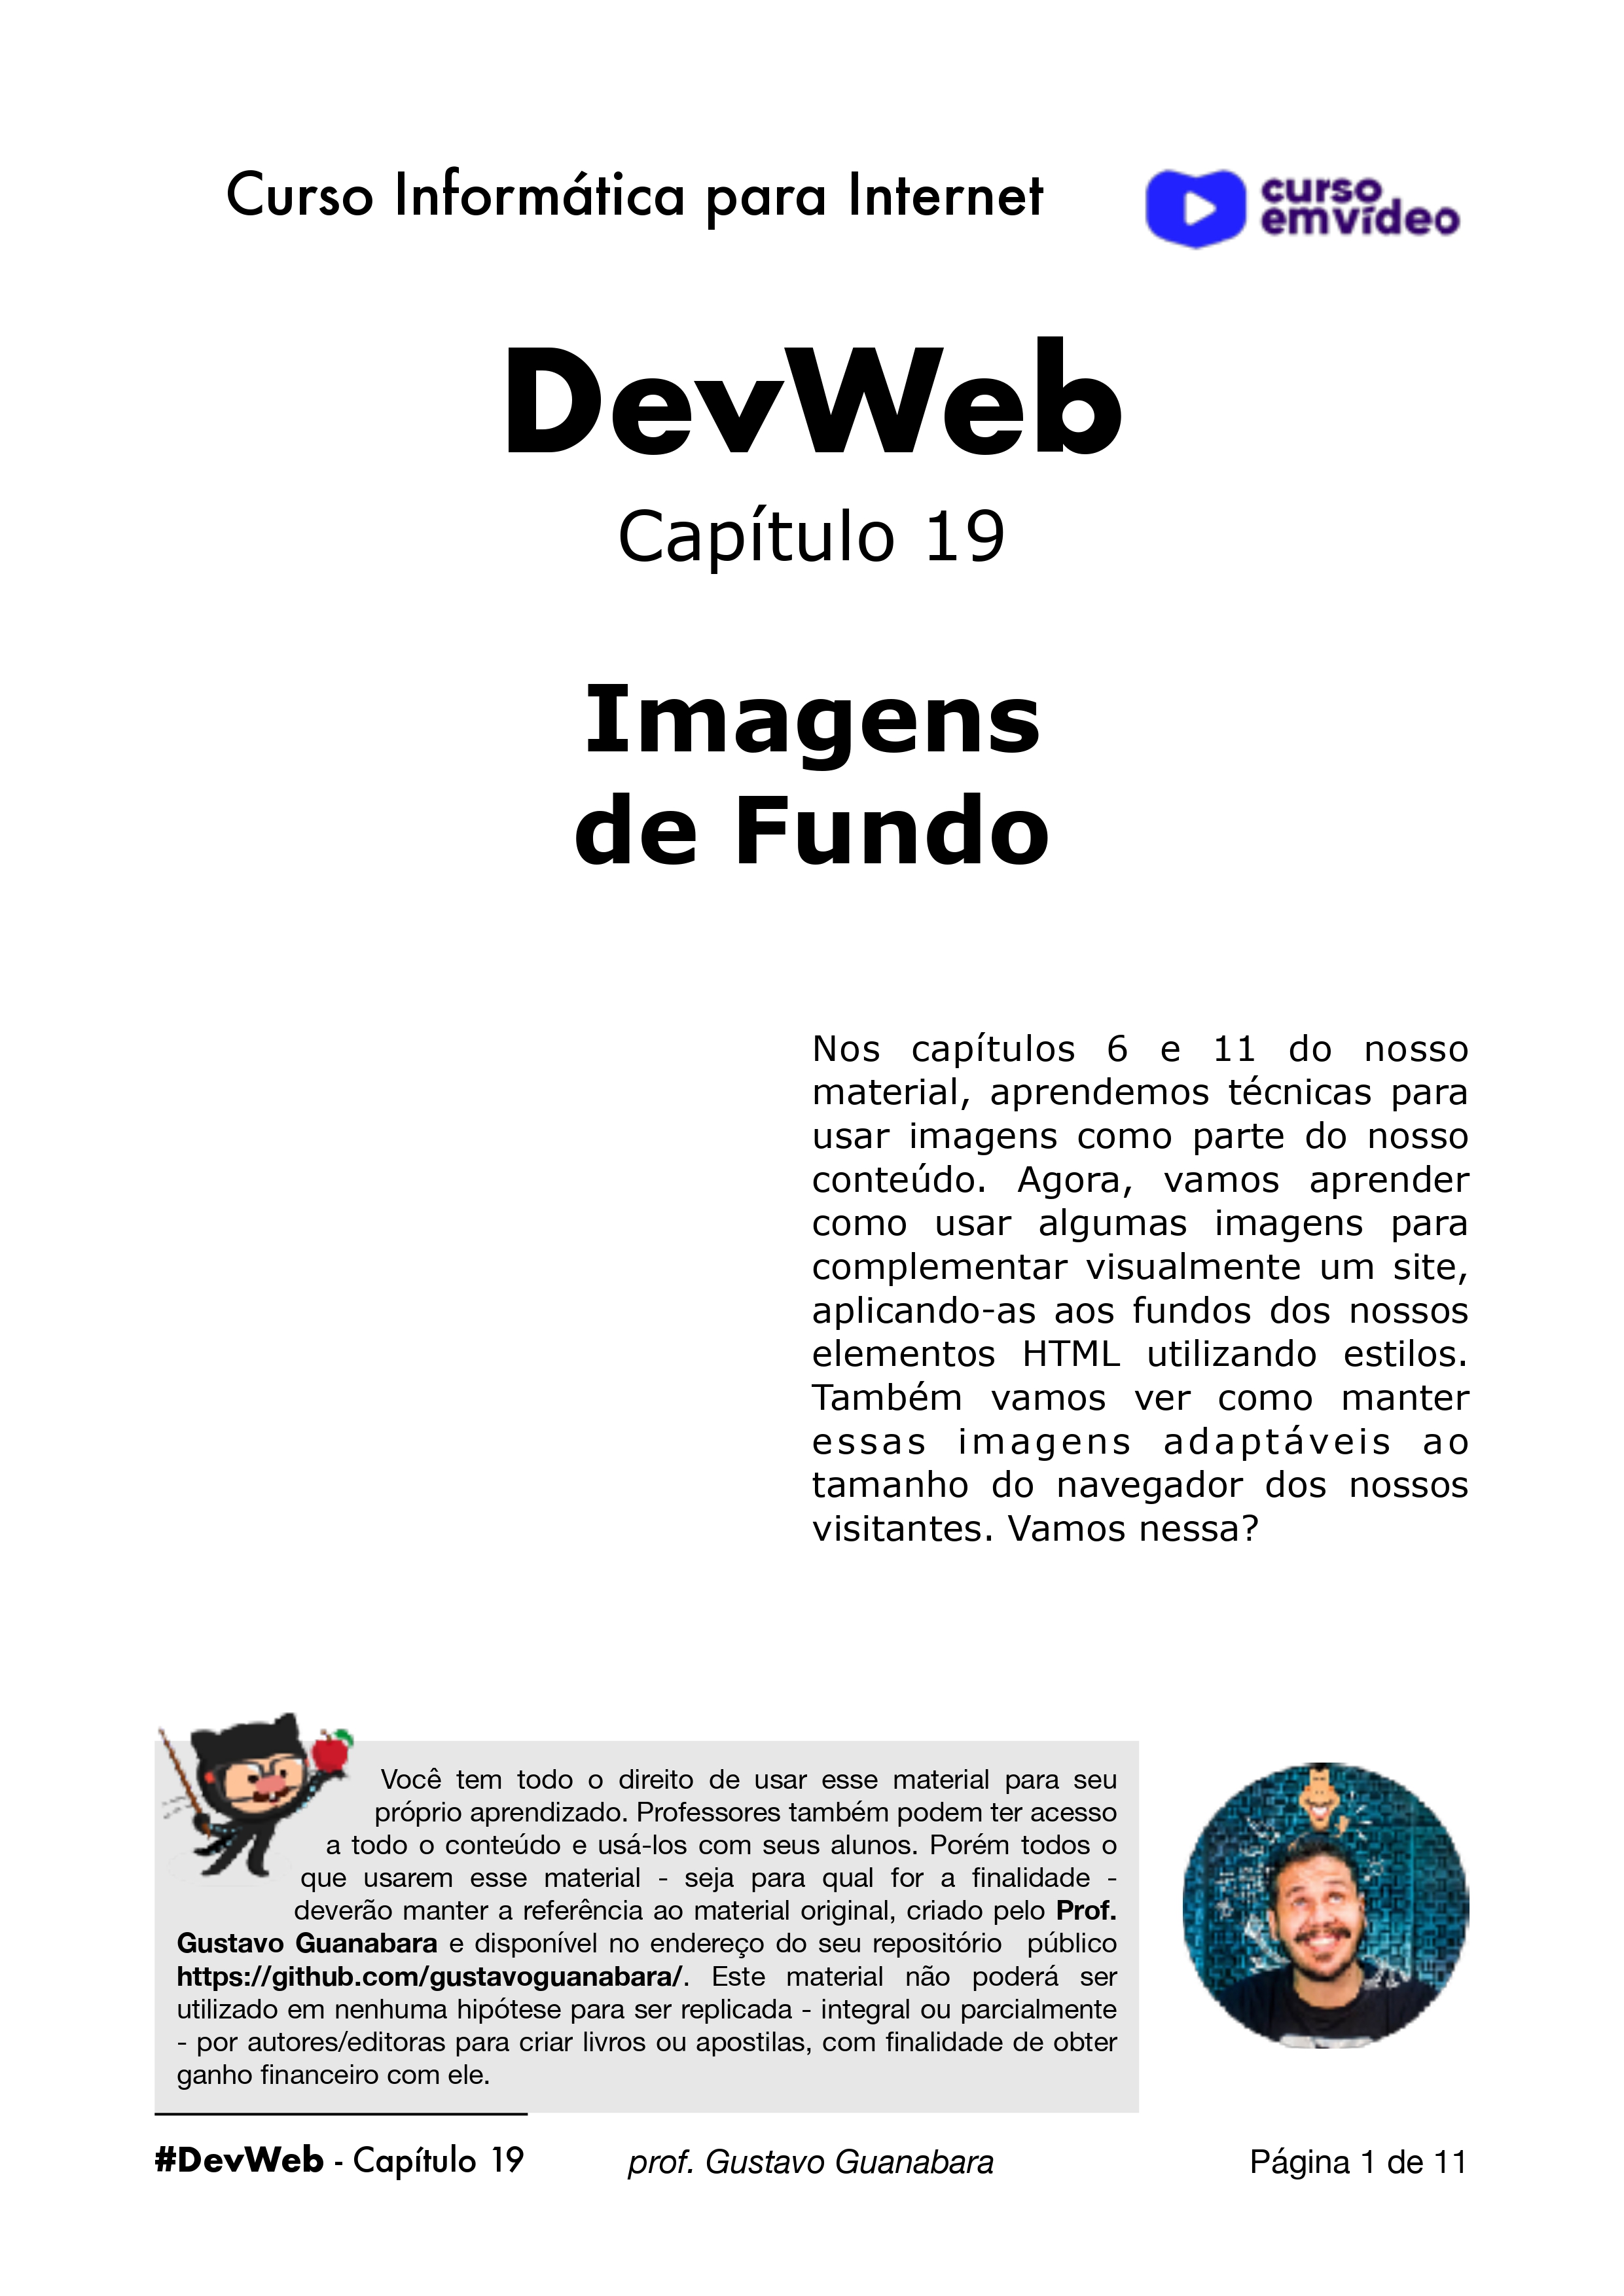 Curso Informática para Internet
curso
emvídeo
DevWeb
Capítulo 19
Imagens
de Fundo
Nos capítulos 6 e 11 do nosso
material, aprendemos técnicas para
usar imagens como parte do nosso
conteúdo. Agora, vamos aprender
como usar algumas imagens para
complementar visualmente um site,
aplicando-as aos fundos dos nossos
elementos HTML utilizando estilos.
Também vamos ver como manter
essas imagens adaptáveis ao
tamanho do navegador dos nossos
visitantes. Vamos nessa?
Você tem todo o direito de usar esse material para seu
próprio aprendizado. Professores também podem ter acesso
a todo o conteúdo e usá-los com seus alunos. Porém todos o
que usarem esse material - seja para qual for a finalidade -
deverão manter a referência ao material original, criado pelo Prof.
Gustavo Guanabara e disponível no endereço do seu repositório público
https://github.com/gustavoguanabara/. Este material não poderá ser
utilizado em nenhuma hipótese para ser replicada - integral ou parcialmente
- por autores/editoras para criar livros ou apostilas, com finalidade de obter
ganho financeiro com ele.
#DevWeb - Capítulo 19
prof. Gustavo Guanabara
Página 1 de 11